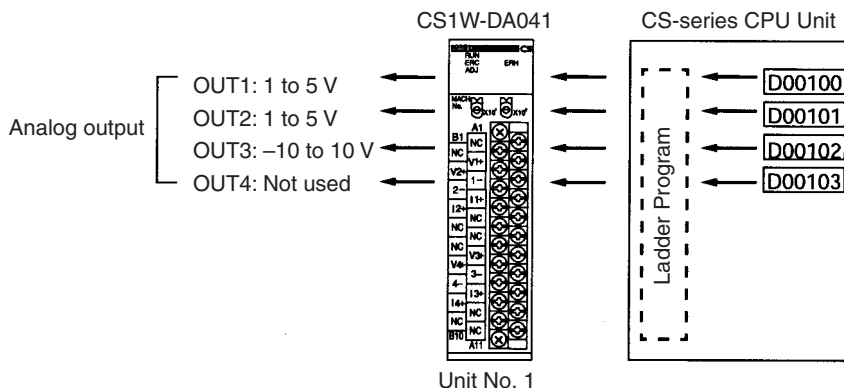 CS1W-DA041
CS-series CPU Unit
RUN
ERC
ADJ
ERH
Analog output
OUT1: 1 to 5 V
OUT2: 1 to 5 V
OUT3: –10 to 10 V
OUT4: Not used
MACH
No.
A1
B1
NC
NC
V1+
V2+
1-
2-
I1+
I2+
NC
NC
NC
NC
V3+
V4+
3-
4-
I3+
I4+
NC
NC
NC
B10
A11
Unit No. 1
Ladder Program
D00100
D00101
D00102
D00103